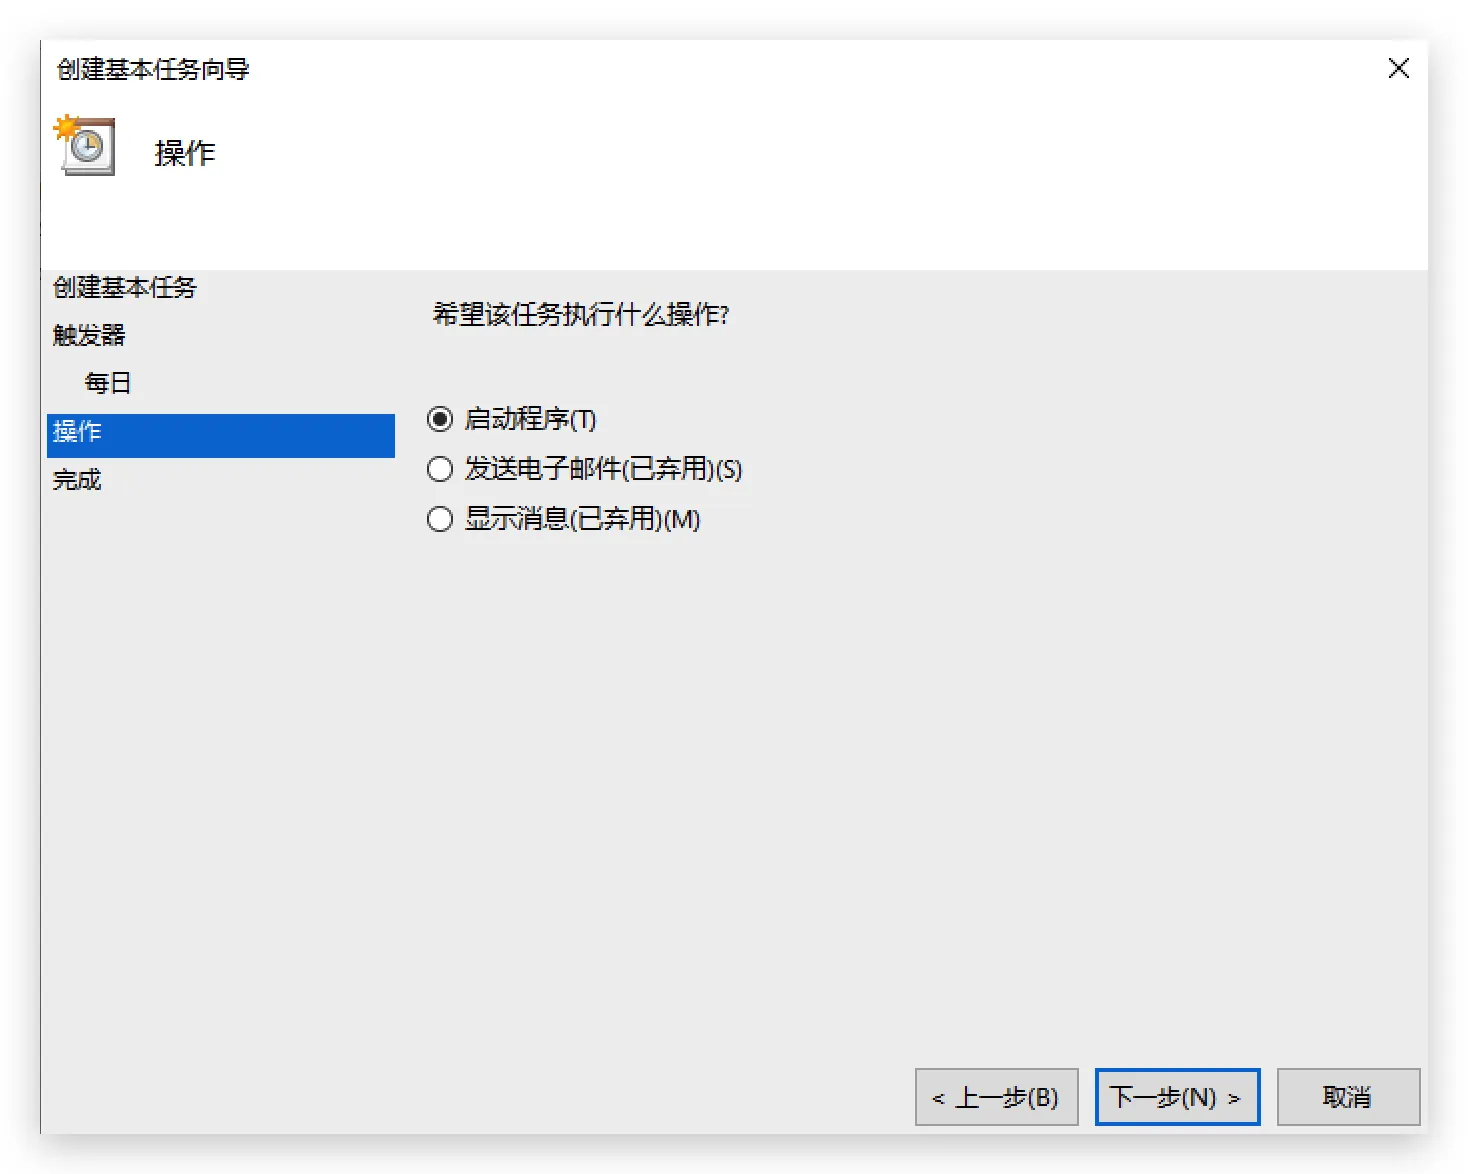 创建基本任务向导
操作
创建基本任务
触发器
每日
操作
完成
希望该任务执行什么操作?
启动程序(T)
发送电子邮件(已弃用)(S)
显示消息(已弃用)(M)
< 上一步(B)
下一步(N) >
取消